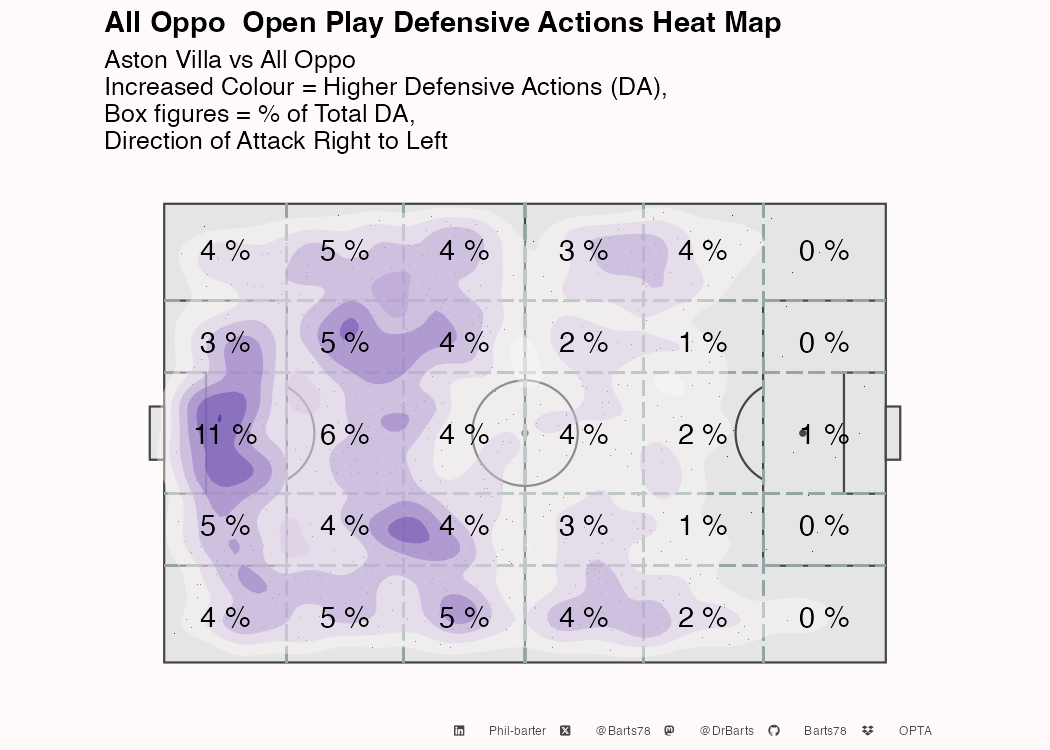 All Oppo  Open Play Defensive Actions Heat Map
Aston Villa vs All Oppo
Increased Colour = Higher Defensive Actions (DA),
Box figures = % of Total DA,
Direction of Attack Right to Left
4 % 5 % 4 % 3 % 4 % 0 %
3 % 5 % 4 % 2 % 1 % 0 %
11 % 6 % 4 % 4 % 2 % 1 %
5 % 4 % 4 % 3 % 1 % 0 %
4 % 5 % 5 % 4 % 2 % 0 %
Phil-barter @Barts78 @DrBarts Barts78 OPTA